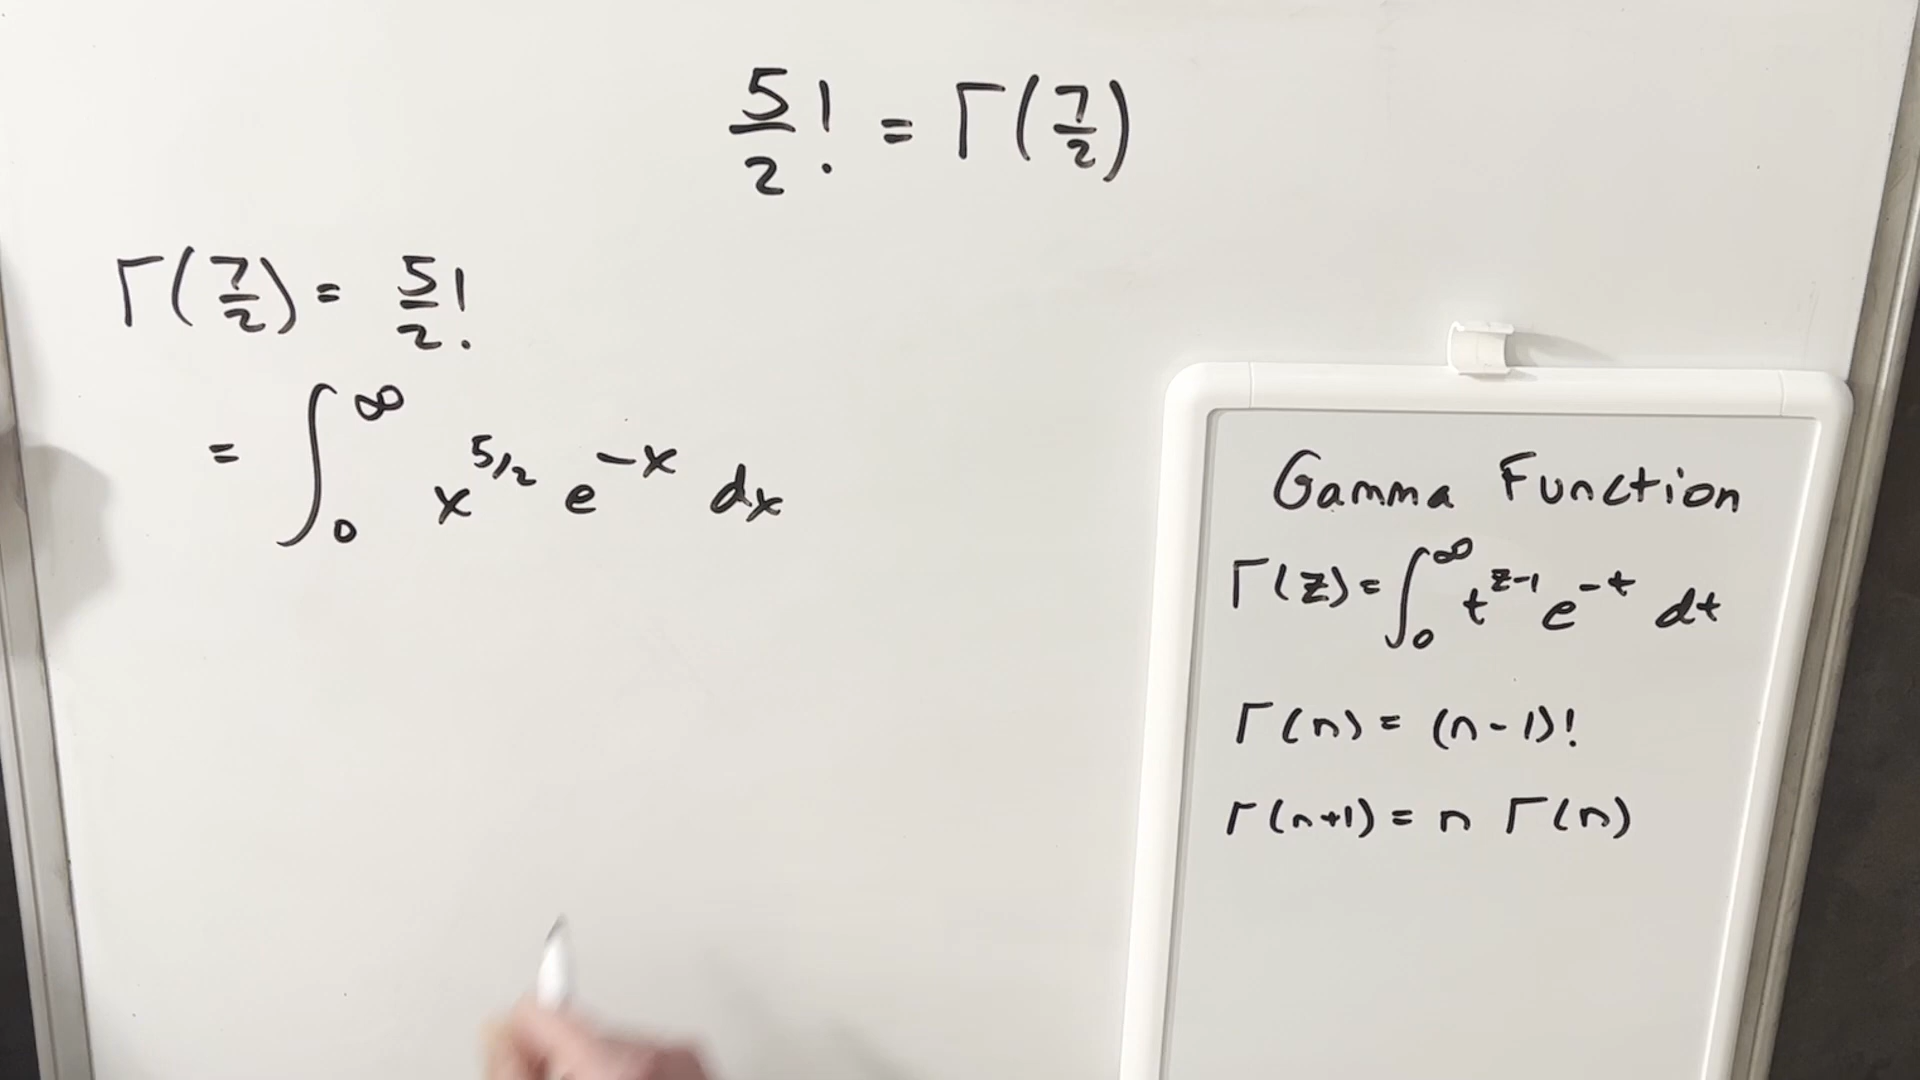 5/2! = Γ(7/2)
Γ(7/2) = 5/2!
= ∫₀^∞ x^5/2 e^-x dx
Gamma Function
Γ(z) = ∫₀^∞ t^z-1 e^-t dt
Γ(n) = (n-1)!
Γ(n+1) = n Γ(n)